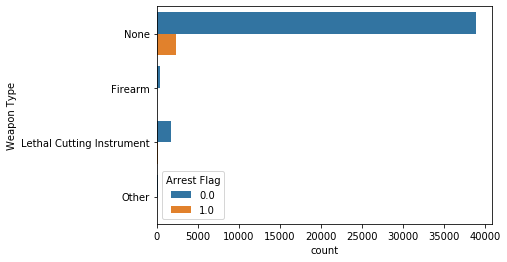 Weapon Type
None
Firearm
Lethal Cutting Instrument
Other
Arrest Flag
0.0
1.0
0 5000 10000 15000 20000 25000 30000 35000 40000
count